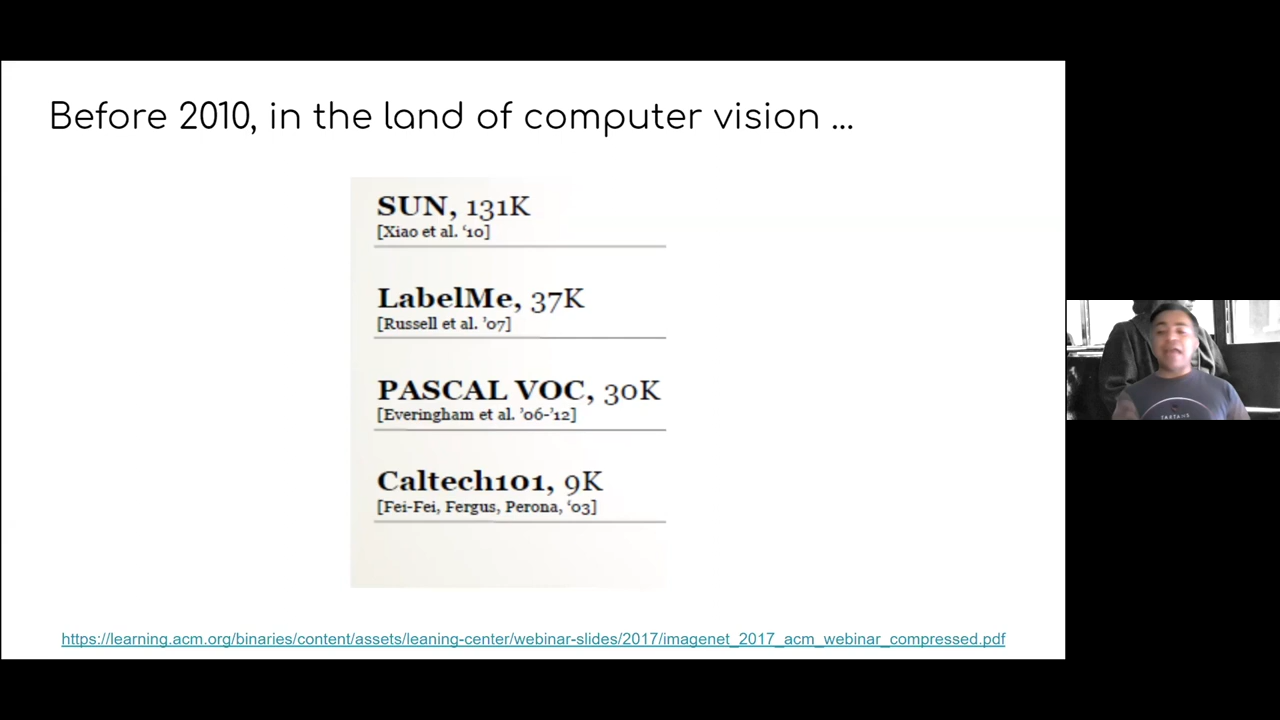 Before 2010, in the land of computer vision ...
SUN, 131K
[Xiao et al. ‘10]
LabelMe, 37K
[Russell et al. ’07]
PASCAL VOC, 30K
[Everingham et al. ’06-’12]
Caltech101, 9K
[Fei-Fei, Fergus, Perona, ‘03]
https://learning.acm.org/binaries/content/assets/leaning-center/webinar-slides/2017/imagenet_2017_acm_webinar_compressed.pdf
TARTANS